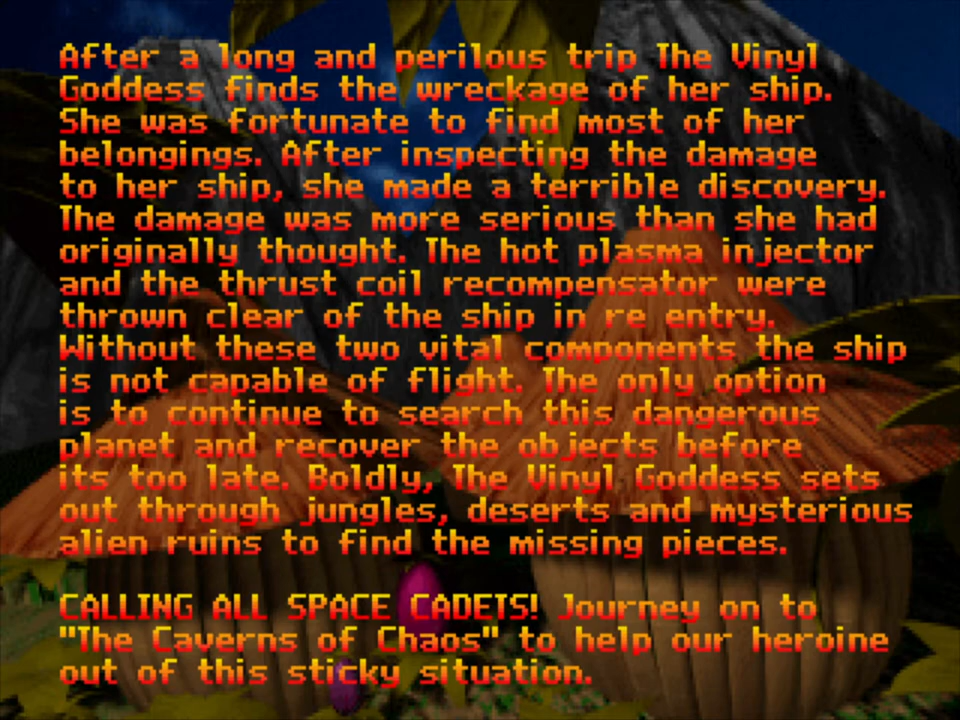 After a long and perilous trip The Vinyl
Goddess finds the wreckage of her ship.
She was fortunate to find most of her
belongings. After inspecting the damage
to her ship, she made a terrible discovery.
The damage was more serious than she had
originally thought. The hot plasma injector
and the thrust coil recompensator were
thrown clear of the ship in re entry.
Without these two vital components the ship
is not capable of flight. The only option
is to continue to search this dangerous
planet and recover the objects before
its too late. Boldly, The Vinyl Goddess sets
out through jungles, deserts and mysterious
alien ruins to find the missing pieces.
CALLING ALL SPACE CADETS! Journey on to
"The Caverns of Chaos" to help our heroine
out of this sticky situation.